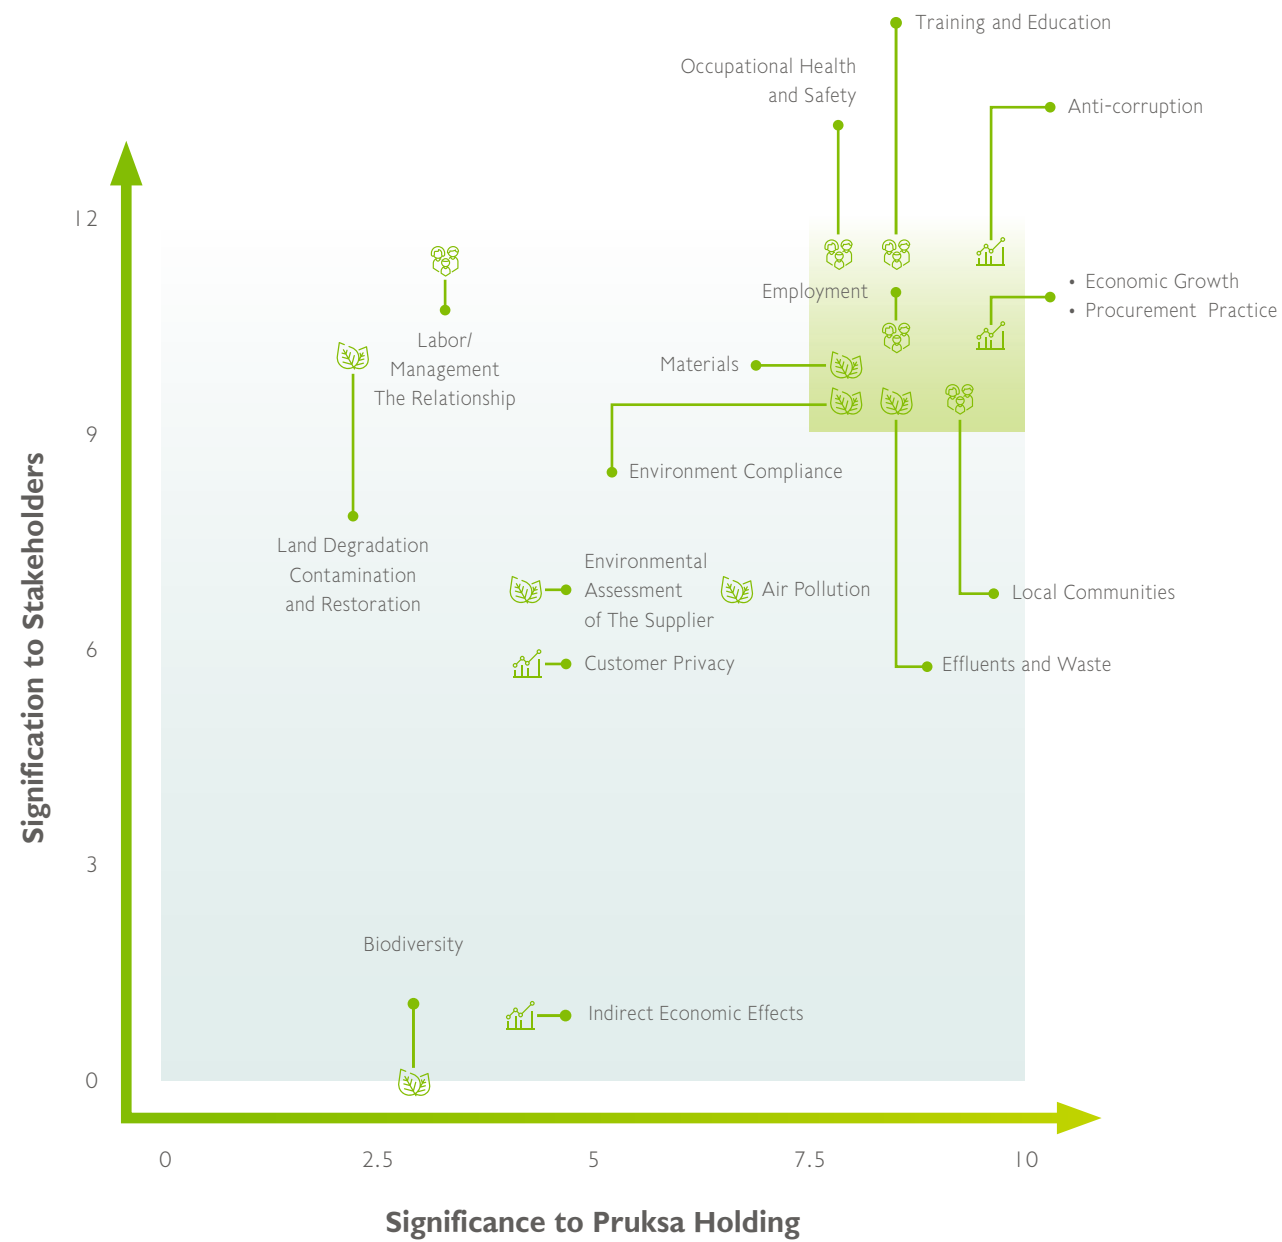 Training and Education
Occupational Health
and Safety
Anti-corruption
12
Employment
• Economic Growth
• Procurement Practice
Labor/
Management
The Relationship
Materials
9
Environment Compliance
Signification to Stakeholders
Land Degradation
Contamination
and Restoration
Environmental
Assessment
of The Supplier
Air Pollution
Local Communities
6
Customer Privacy
Effluents and Waste
3
Biodiversity
Indirect Economic Effects
0
0
2.5
5
7.5
10
Significance to Pruksa Holding